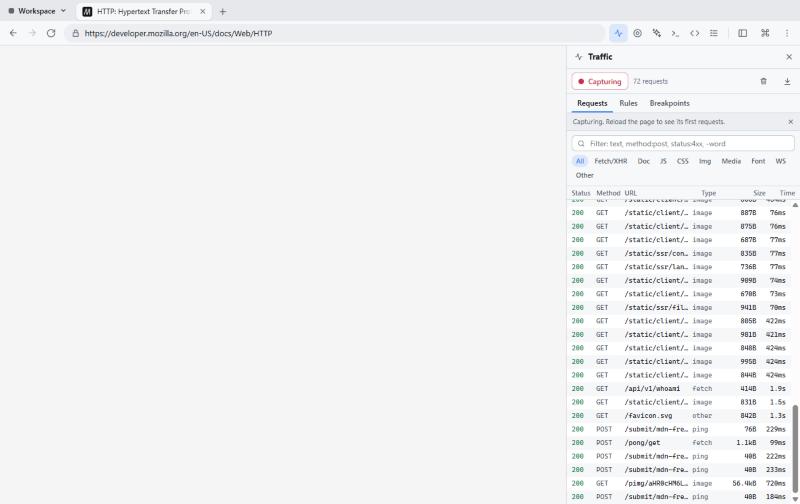 Workspace
HTTP: Hypertext Transfer Pro
https://developer.mozilla.org/en-US/docs/Web/HTTP
Traffic
Capturing 72 requests
Requests Rules Breakpoints
Capturing. Reload the page to see its first requests.
Filter: text, method:post, status:4xx, -word
All Fetch/XHR Doc JS CSS Img Media Font WS
Other
Status Method URL Type Size Time
200 GET /static/client/… image
200 GET /static/client/… image 887B 76ms
200 GET /static/client/… image 875B 76ms
200 GET /static/client/… image 687B 77ms
200 GET /static/ssr/con… image 835B 77ms
200 GET /static/ssr/lan… image 736B 77ms
200 GET /static/client/… image 909B 74ms
200 GET /static/client/… image 670B 73ms
200 GET /static/ssr/fil… image 941B 70ms
200 GET /static/client/… image 805B 422ms
200 GET /static/client/… image 981B 421ms
200 GET /static/client/… image 848B 424ms
200 GET /static/client/… image 995B 424ms
200 GET /static/client/… image 844B 424ms
200 GET /api/v1/whoami fetch 414B 1.9s
200 GET /static/client/… image 831B 1.5s
200 GET /favicon.svg other 842B 1.3s
200 POST /submit/mdn-fre… ping 76B 229ms
200 POST /pong/get fetch 1.1kB 99ms
200 POST /submit/mdn-fre… ping 40B 222ms
200 POST /submit/mdn-fre… ping 40B 233ms
200 GET /pimg/aHR0cHM6L… image 56.4kB 720ms
200 POST /submit/mdn-fre… ping 40B 184ms